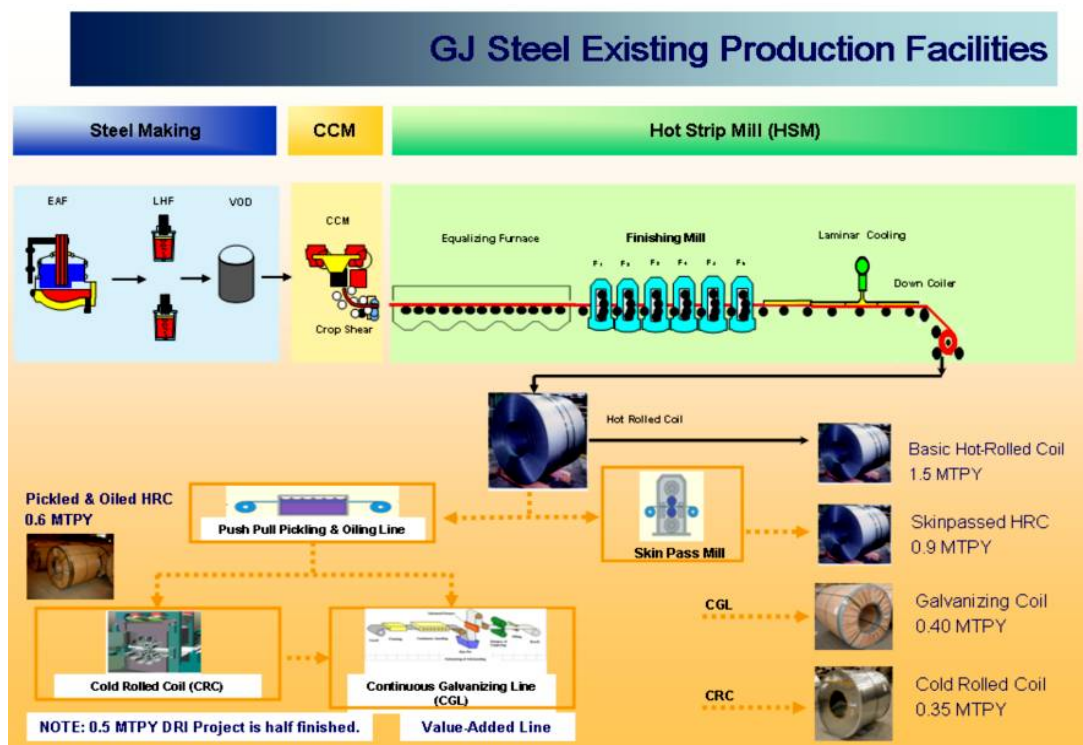 GJ Steel Existing Production Facilities
Steel Making
CCM
Hot Strip Mill (HSM)
EAF
LHF
VOD
CCM
Crop Shear
Equalizing Furnace
Finishing Mill
Laminar Cooling
Down Coiler
Hot Rolled Coil
Basic Hot-Rolled Coil
1.5 MTPY
Pickled & Oiled HRC
0.6 MTPY
Push Pull Pickling & Oiling Line
Skin Pass Mill
Skinpassed HRC
0.9 MTPY
CGL
Galvanizing Coil
0.40 MTPY
Cold Rolled Coil (CRC)
Continuous Galvanizing Line
(CGL)
CRC
Cold Rolled Coil
0.35 MTPY
NOTE: 0.5 MTPY DRI Project is half finished.
Value-Added Line